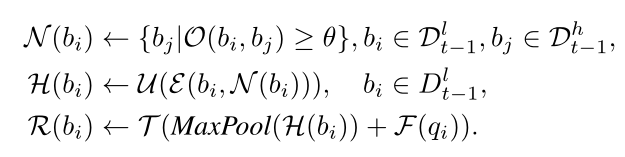 𝒩(b_i) ← {b_j|𝒪(b_i, b_j) ≥ θ}, b_i ∈ 𝒟^l_{t−1}, b_j ∈ 𝒟^h_{t−1},
ℋ(b_i) ← 𝒰(ℰ(b_i, 𝒩(b_i))), b_i ∈ D^l_{t−1},
ℛ(b_i) ← 𝒯(MaxPool(ℋ(b_i)) + ℱ(q_i)).